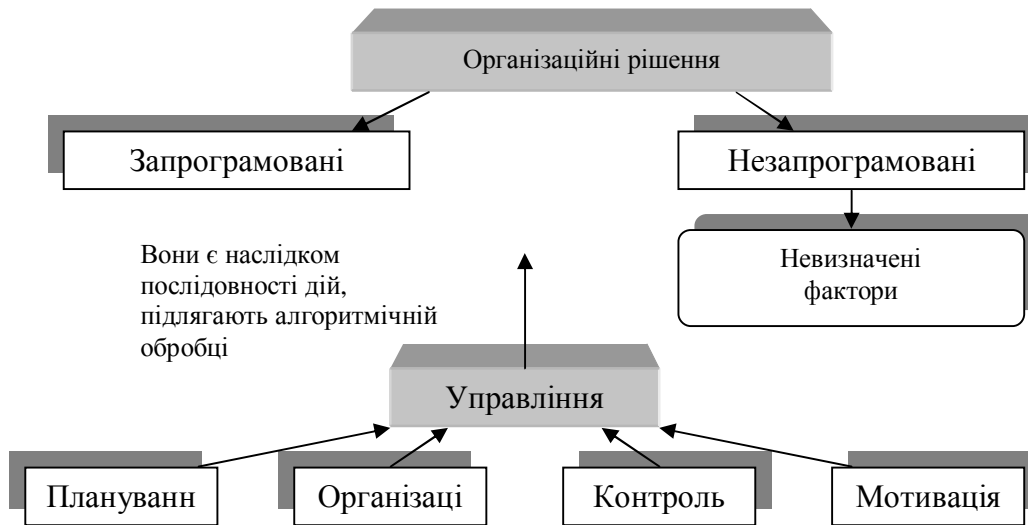 Організаційні рішення
Запрограмовані
Незапрограмовані
Вони є наслідком
послідовності дій,
підлягають алгоритмічній
обробці
Невизначені
фактори
Управління
Плануванн
Організаці
Контроль
Мотивація